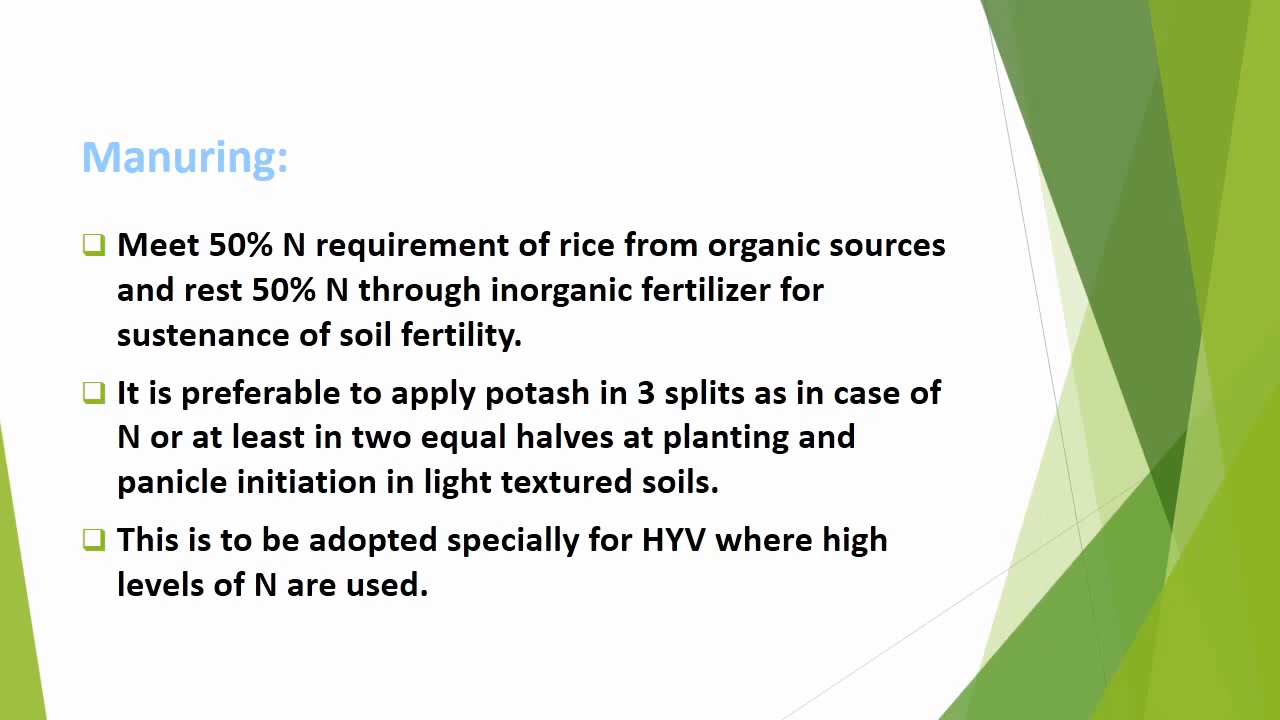 Manuring:
Meet 50% N requirement of rice from organic sources
and rest 50% N through inorganic fertilizer for
sustenance of soil fertility.
It is preferable to apply potash in 3 splits as in case of
N or at least in two equal halves at planting and
panicle initiation in light textured soils.
This is to be adopted specially for HYV where high
levels of N are used.